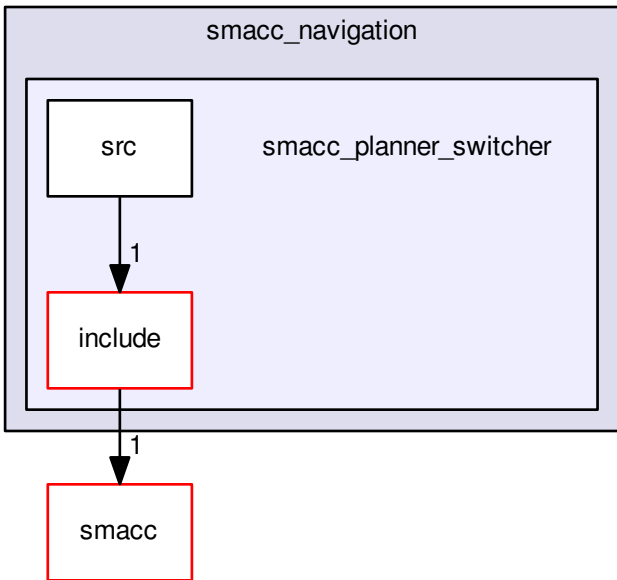 smacc_navigation
src
smacc_planner_switcher
1
include
1
smacc